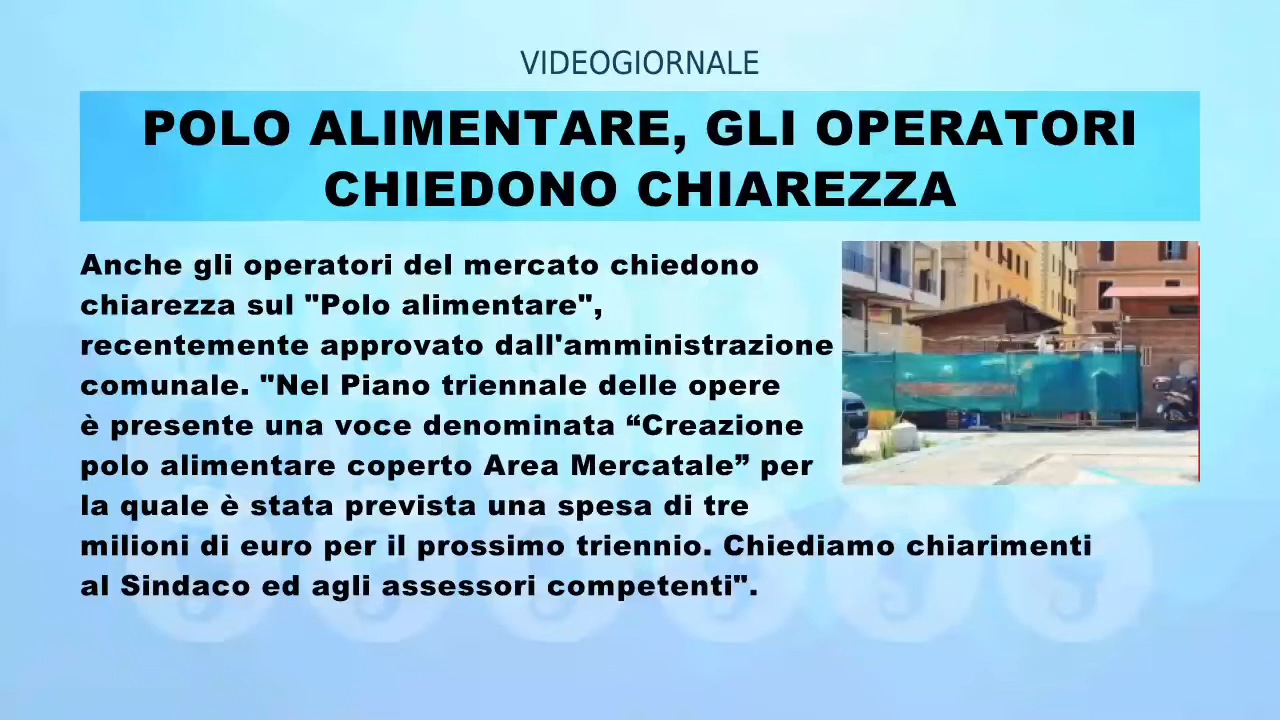 VIDEOGIORNALE
POLO ALIMENTARE, GLI OPERATORI
CHIEDONO CHIAREZZA
Anche gli operatori del mercato chiedono
chiarezza sul "Polo alimentare",
recentemente approvato dall'amministrazione
comunale. "Nel Piano triennale delle opere
è presente una voce denominata “Creazione
polo alimentare coperto Area Mercatale” per
la quale è stata prevista una spesa di tre
milioni di euro per il prossimo triennio. Chiediamo chiarimenti
al Sindaco ed agli assessori competenti".